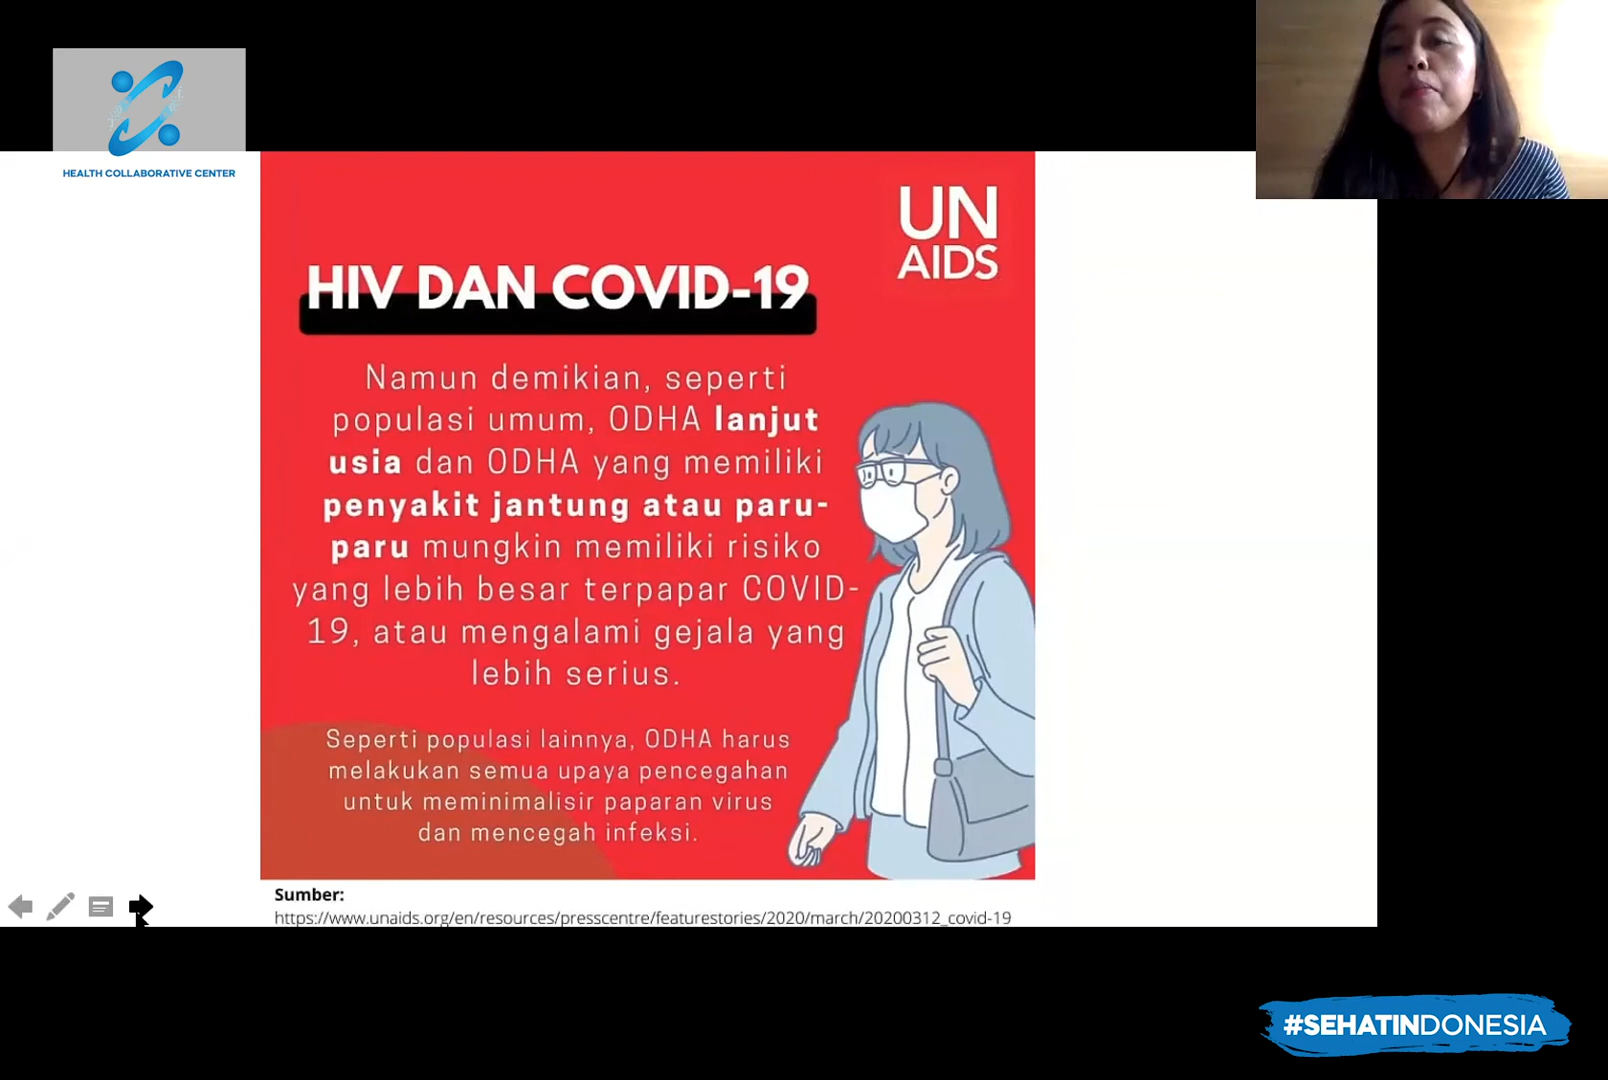 HEALTH COLLABORATIVE CENTER
UN
AIDS
HIV DAN COVID-19
Namun demikian, seperti
populasi umum, ODHA lanjut
usia dan ODHA yang memiliki
penyakit jantung atau paru-
paru mungkin memiliki risiko
yang lebih besar terpapar COVID-
19, atau mengalami gejala yang
lebih serius.
Seperti populasi lainnya, ODHA harus
melakukan semua upaya pencegahan
untuk meminimalisir paparan virus
dan mencegah infeksi.
Sumber:
https://www.unaids.org/en/resources/presscentre/featurestories/2020/march/20200312_covid-19
#SEHATINDONESIA